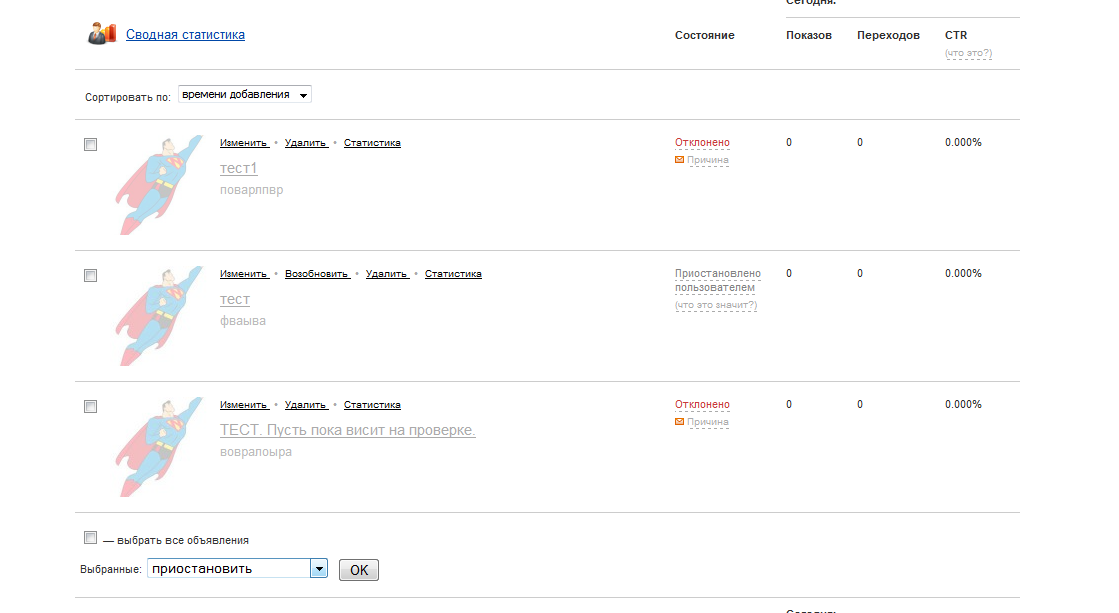 Сегодня:
Сводная статистика
Состояние Показов Переходов CTR
(что это?)
Сортировать по: времени добавления
Изменить • Удалить • Статистика Отклонено 0 0 0.000%
Причина
тест1
поварлпвр
Изменить • Возобновить • Удалить • Статистика Приостановлено 0 0 0.000%
пользователем
тест (что это значит?)
фваыва
Изменить • Удалить • Статистика Отклонено 0 0 0.000%
Причина
ТЕСТ. Пусть пока висит на проверке.
вовралоыра
— выбрать все объявления
Выбранные: приостановить OK
Сегодня: